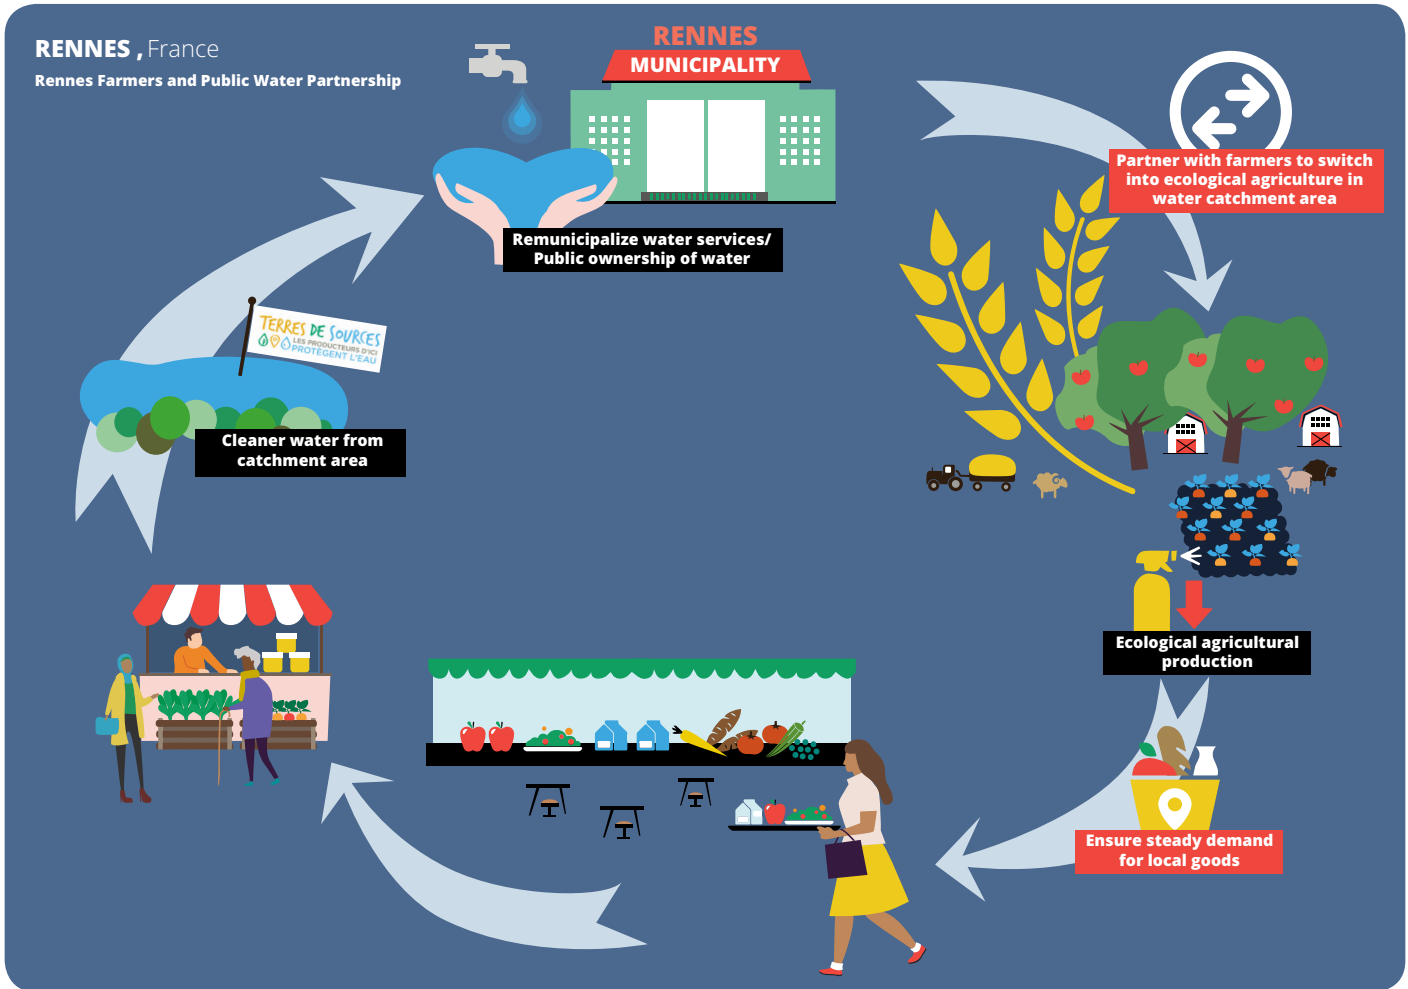 RENNES , France
Rennes Farmers and Public Water Partnership
RENNES
MUNICIPALITY
Remunicipalize water services/
Public ownership of water
Partner with farmers to switch
into ecological agriculture in
water catchment area
TERRES DE SOURCES
LES PRODUCTEURS D'ICI
PROTÈGENT L'EAU
Cleaner water from
catchment area
Ecological agricultural
production
Ensure steady demand
for local goods